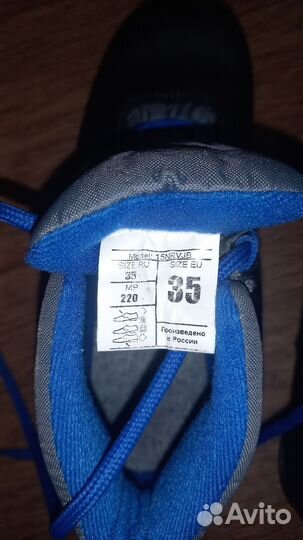 Model: 15NRVJB
SIZE RU SIZE EU
35 35
MP
220
Произведено
в России
Avito